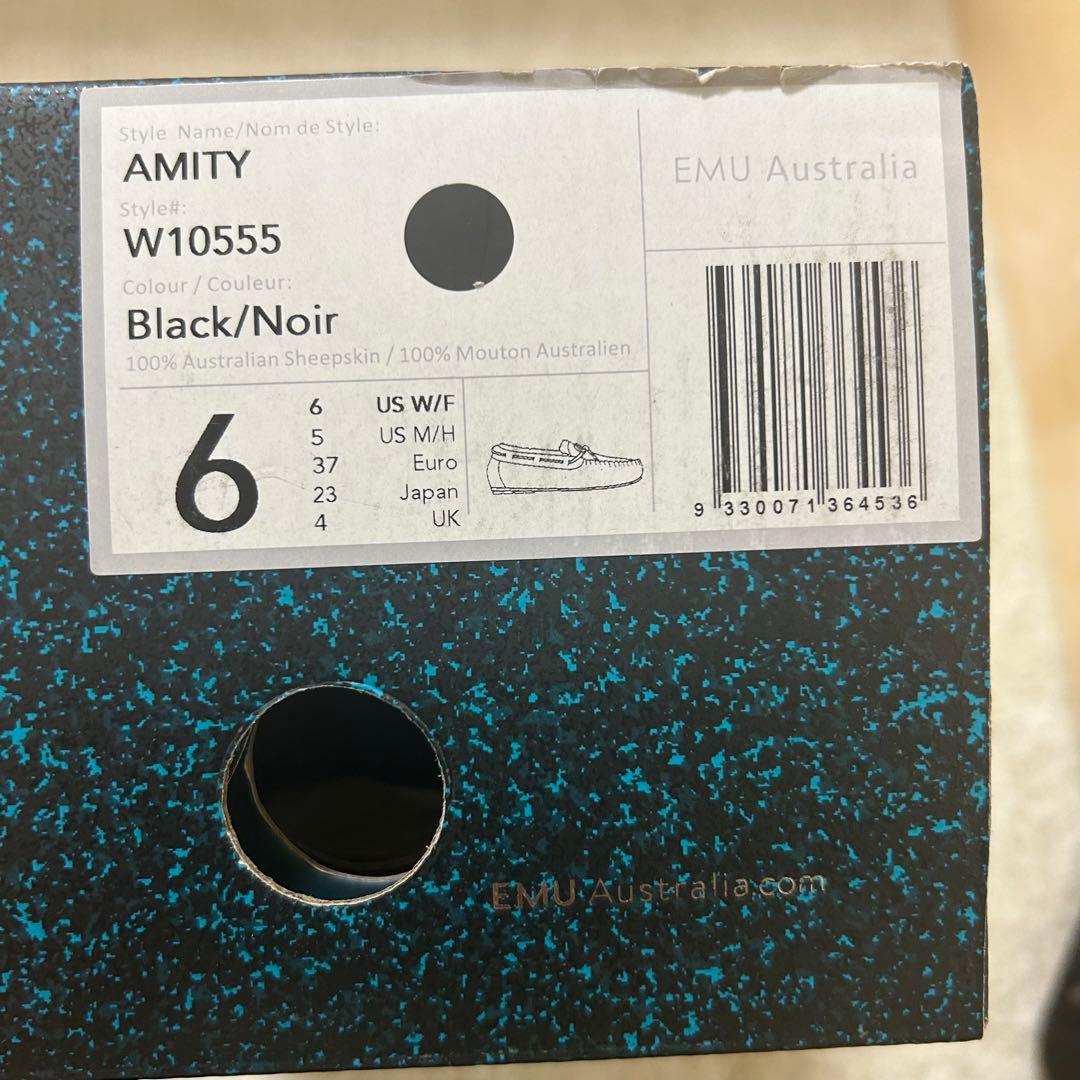 Style Name/Nom de Style:
AMITY
Style#:
W10555
Colour / Couleur:
Black/Noir
100% Australian Sheepskin / 100% Mouton Australien
6
6 US W/F
5 US M/H
37 Euro
23 Japan
4 UK
EMU Australia
9 330071 364536
EMU Australia.com